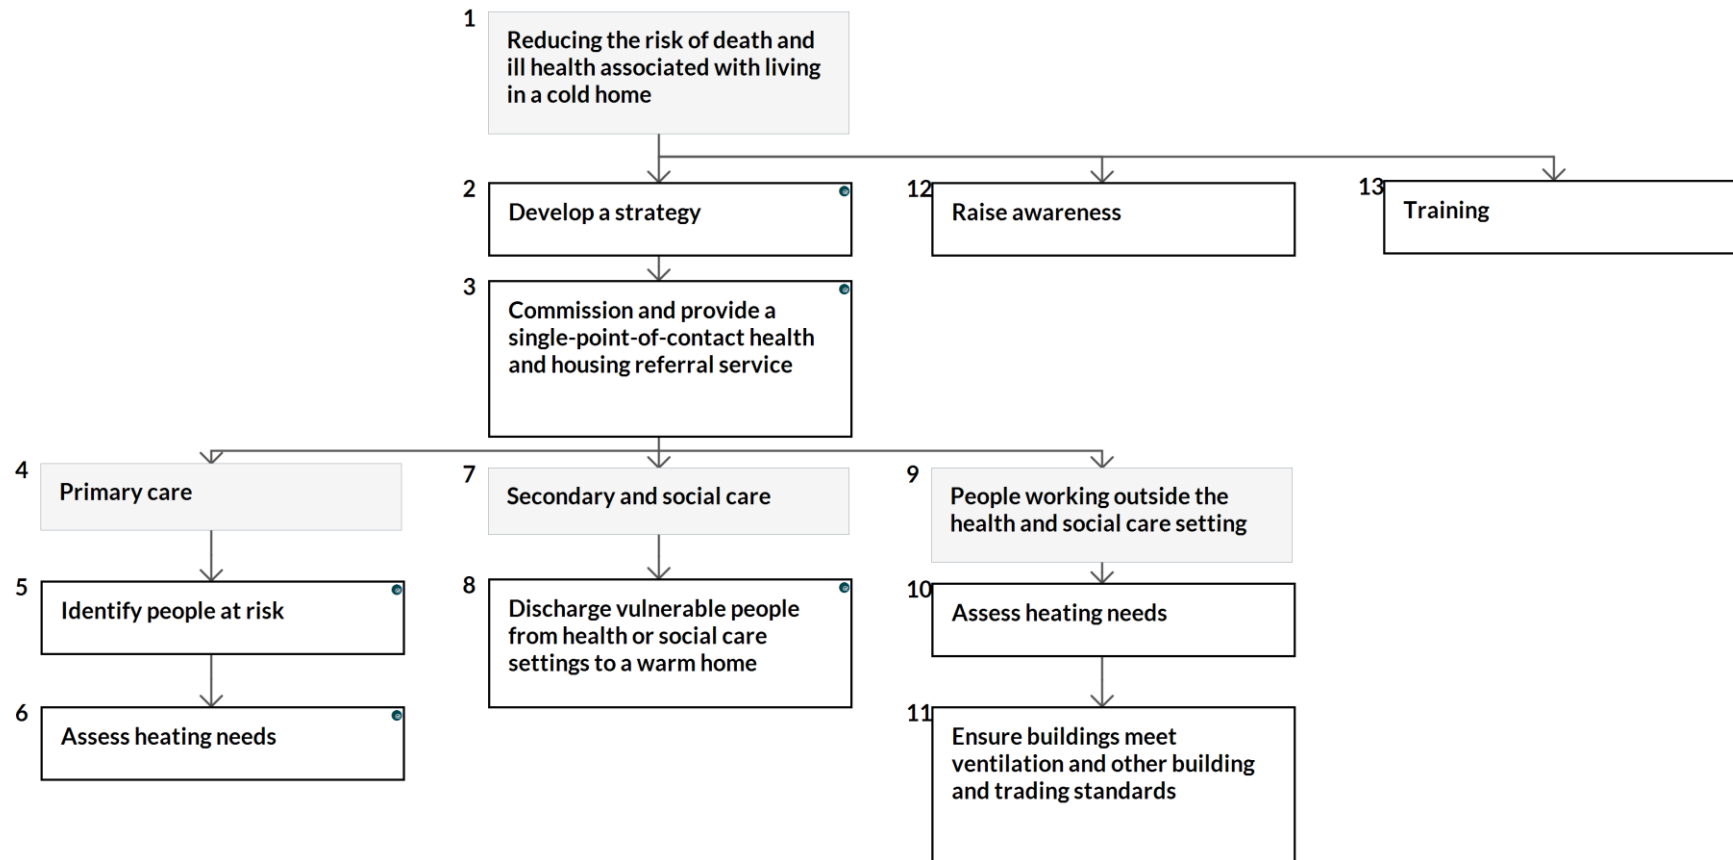 1
Reducing the risk of death and
ill health associated with living
in a cold home
2
Develop a strategy
12
Raise awareness
13
Training
3
Commission and provide a
single-point-of-contact health
and housing referral service
4
Primary care
7
Secondary and social care
9
People working outside the
health and social care setting
5
Identify people at risk
8
Discharge vulnerable people
from health or social care
settings to a warm home
10
Assess heating needs
6
Assess heating needs
11
Ensure buildings meet
ventilation and other building
and trading standards